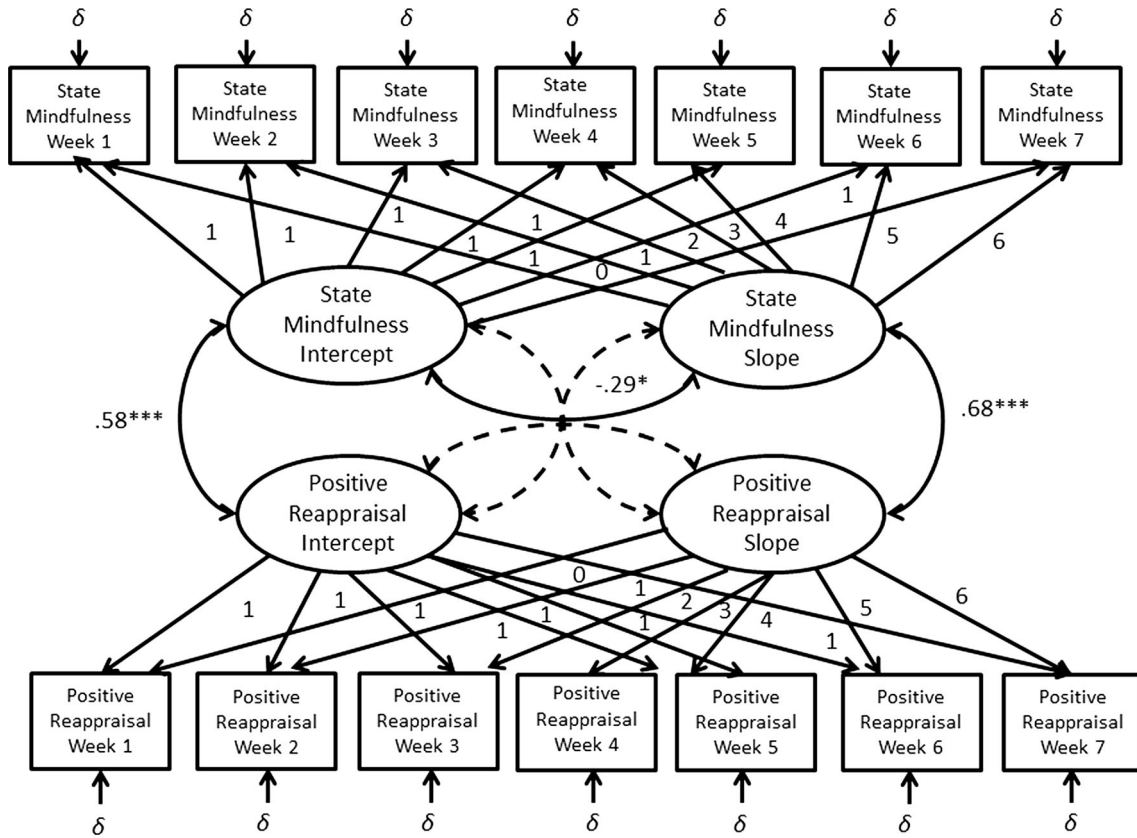 δ δ δ δ δ δ δ
State
Mindfulness
Week 1
State
Mindfulness
Week 2
State
Mindfulness
Week 3
State
Mindfulness
Week 4
State
Mindfulness
Week 5
State
Mindfulness
Week 6
State
Mindfulness
Week 7
1 1 1 1 1 1 0 1 1 2 3 4 1 5 6
State
Mindfulness
Intercept
State
Mindfulness
Slope
-.29*
.58***
.68***
Positive
Reappraisal
Intercept
Positive
Reappraisal
Slope
1 1 1 0 1 1 1 1 2 3 4 1 5 6
Positive
Reappraisal
Week 1
Positive
Reappraisal
Week 2
Positive
Reappraisal
Week 3
Positive
Reappraisal
Week 4
Positive
Reappraisal
Week 5
Positive
Reappraisal
Week 6
Positive
Reappraisal
Week 7
δ δ δ δ δ δ δ